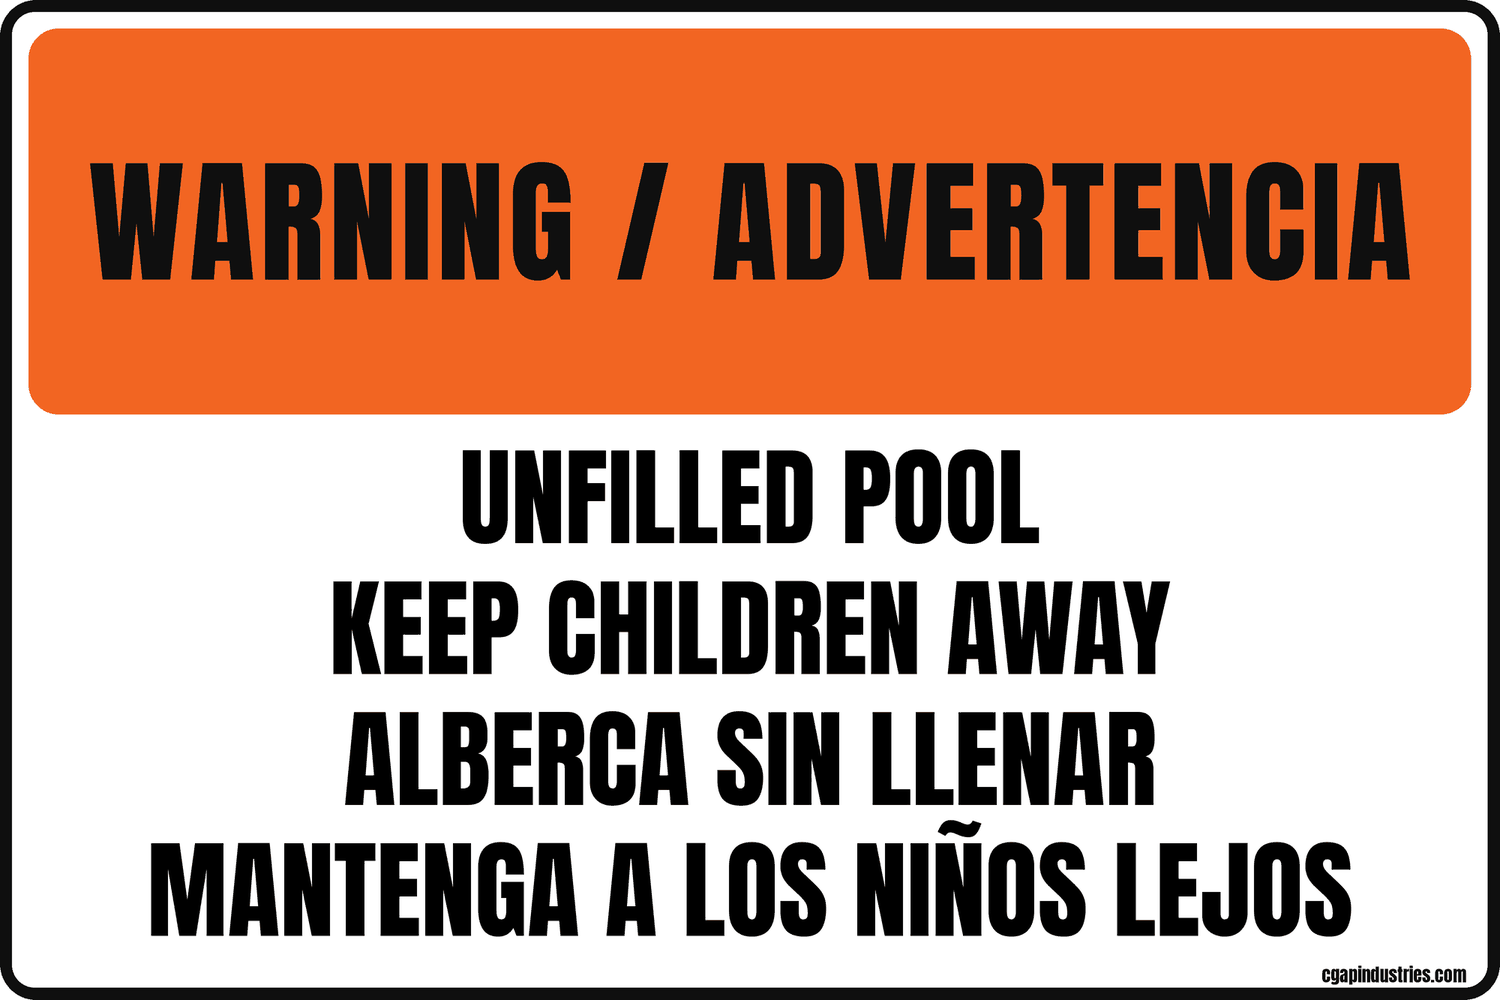 WARNING / ADVERTENCIA
UNFILLED POOL
KEEP CHILDREN AWAY
ALBERCA SIN LLENAR
MANTENGA A LOS NIÑOS LEJOS
cgapindustries.com